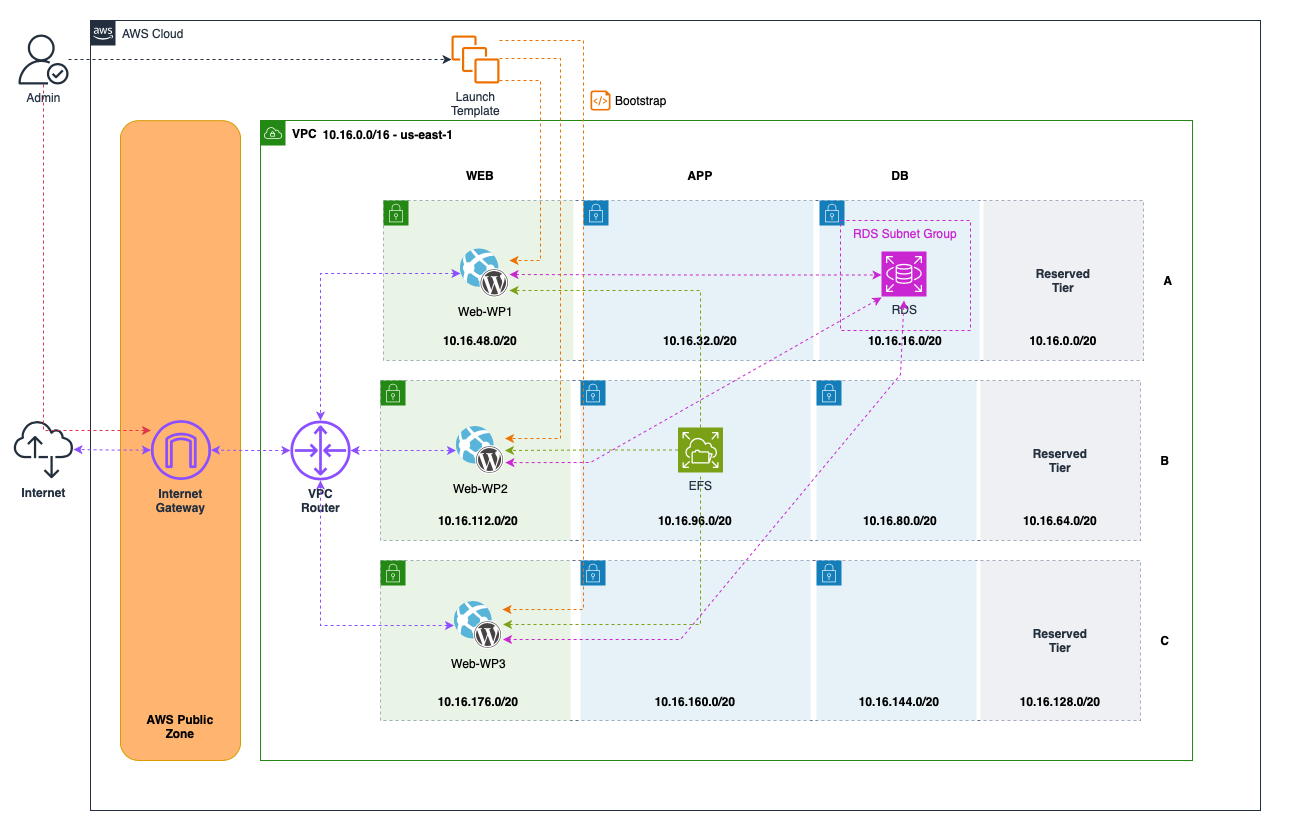 aws
AWS Cloud
Admin
Launch
Template
</> Bootstrap
VPC 10.16.0.0/16 - us-east-1
WEB
APP
DB
RDS Subnet Group
W
Web-WP1
RDS
Reserved
Tier
A
10.16.48.0/20
10.16.32.0/20
10.16.16.0/20
10.16.0.0/20
W
Web-WP2
EFS
Reserved
Tier
B
Internet
Internet
Gateway
VPC
Router
10.16.112.0/20
10.16.96.0/20
10.16.80.0/20
10.16.64.0/20
W
Web-WP3
Reserved
Tier
C
10.16.176.0/20
10.16.160.0/20
10.16.144.0/20
10.16.128.0/20
AWS Public
Zone